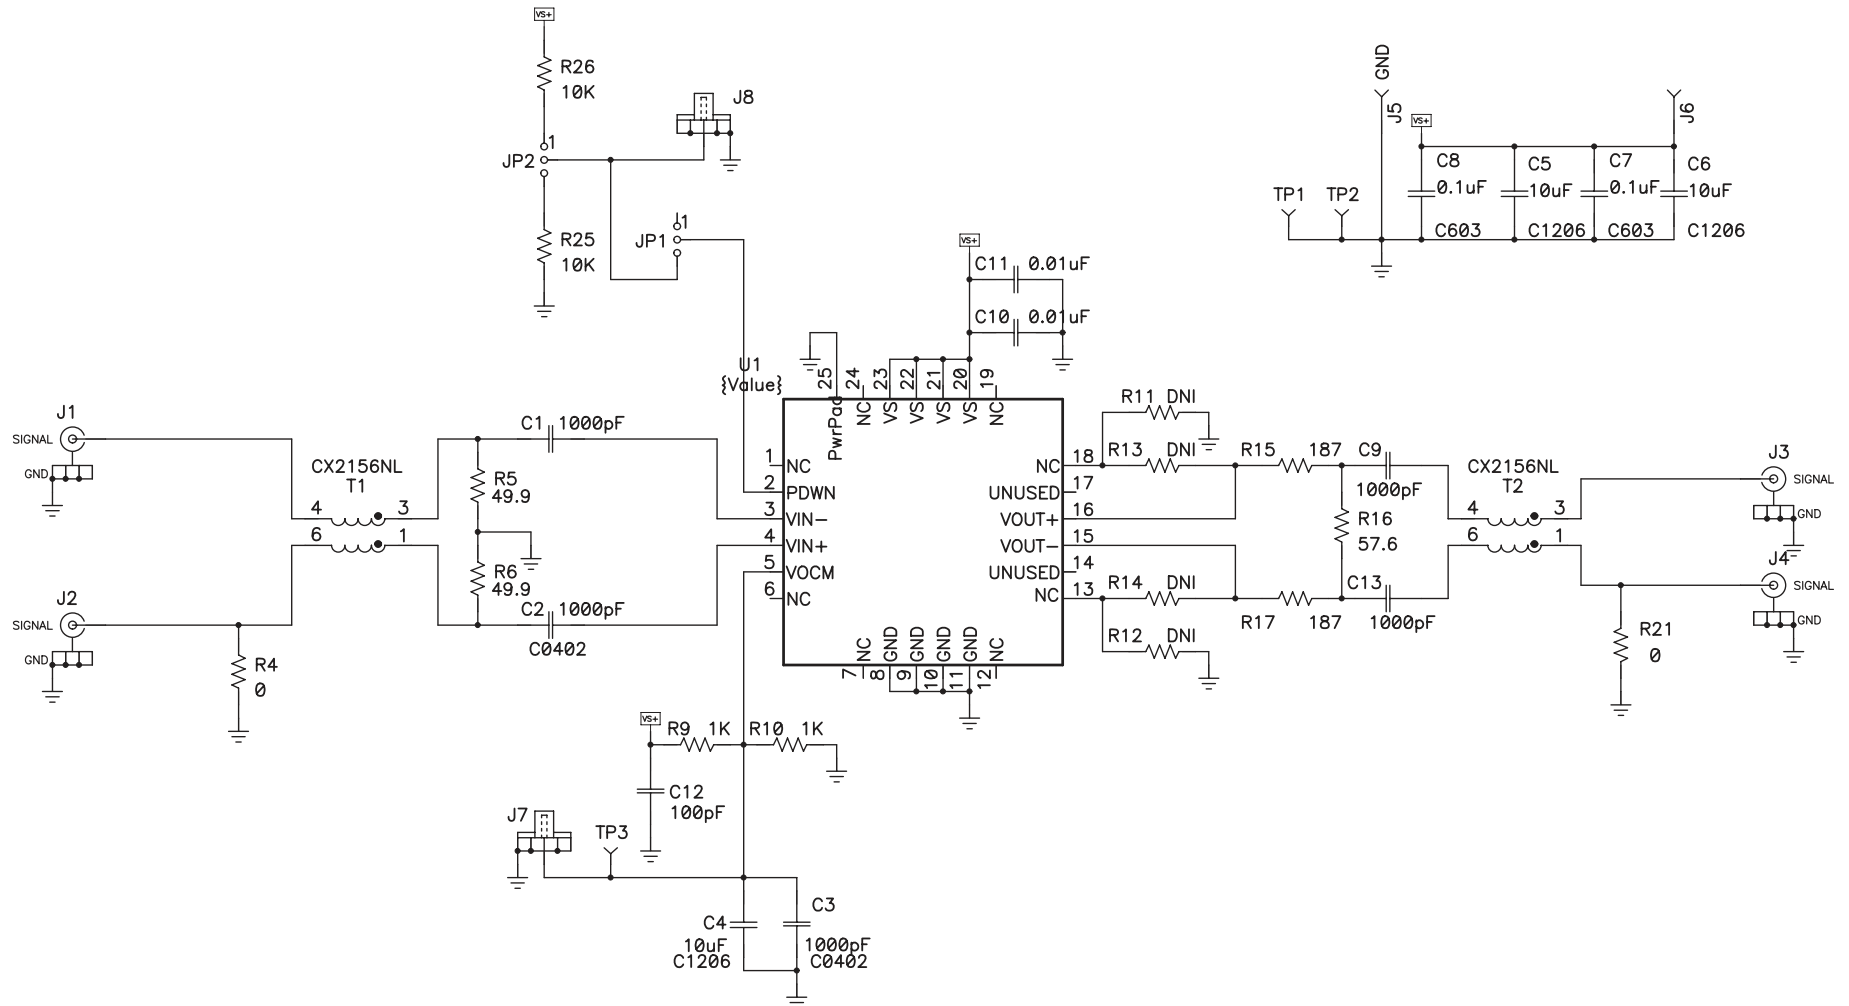 VS+
R26
10K
J8
1
JP2
R25
10K
1
JP1
GND
J5
J6
VS+
C8
0.1uF
C603
C5
10uF
C1206
C7
0.1uF
C603
C6
10uF
C1206
TP1
TP2
VS+
C11 0.01uF
C10 0.01uF
U1
{Value}
25
24
23
22
21
20
19
PwrPad
NC
VS
VS
VS
VS
NC
1 NC
2 PDWN
3 VIN-
4 VIN+
5 VOCM
6 NC
NC 18
UNUSED 17
VOUT+ 16
VOUT- 15
UNUSED 14
NC 13
NC
GND
GND
GND
GND
NC
7
8
9
10
11
12
J1
SIGNAL
GND
J2
SIGNAL
GND
R4
0
CX2156NL
T1
4
3
6
1
R5
49.9
R6
49.9
C1 1000pF
C2 1000pF
C0402
R11 DNI
R13 DNI
R14 DNI
R12 DNI
R15 187
R17 187
R16
57.6
C9
1000pF
C13
1000pF
CX2156NL
T2
4
3
6
1
J3
SIGNAL
GND
J4
SIGNAL
GND
R21
0
VS+
R9 1K
R10 1K
C12
100pF
J7
TP3
C4
10uF
C1206
C3
1000pF
C0402